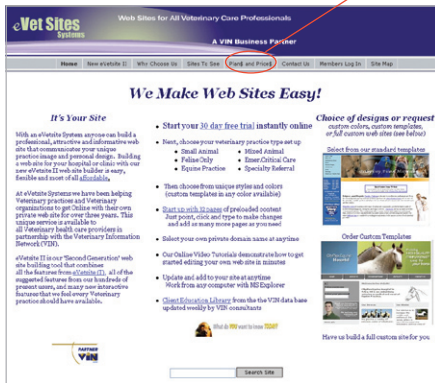 eVet Sites
Systems
Web Sites for All Veterinary Care Professionals
A VIN Business Partner
Home New eVetsite II Why Choose Us Sites To See Plans and Prices Contact Us Members Log In Site Map
We Make Web Sites Easy!
It's Your Site
With an eVetsite System anyone can build a
professional, attractive and informative web
site that communicates your unique
practice image and personal design. Building
a web site for your hospital or clinic with our
new eVetsite II web site builder is easy,
flexible and most of all affordable.
At eVetsite Systems we have been helping
Veterinary practices and Veterinary
organizations to get Online with their own
private web site for over three years. This
unique service is available to
all Veterinary health care providers in
partnership with the Veterinary Information
Network (VIN).
eVetsite II is our 'Second Generation' web
site building tool that combines
all the features from eVetsite (I), all of the
suggested features from our hundreds of
present users, and many new interactive
features that we feel every Veterinary
practice should have available.
PARTNER
VIN
• Start your 30 day free trial instantly online
• Next, choose your veterinary practice type set up
• Small Animal • Mixed Animal
• Feline Only • Emer.Critical Care
• Equine Practice • Specialty Referral
• Then choose from unique styles and colors
(custom templates in any color available)
• Start up with 32 pages of preloaded content
Just point, click and type to make changes
and add as many more pages as you need
• Select your own private domain name at anytime
• Our Online Video Tutorials demonstrate how to get
started editing your own web site in minutes
• Update and add to your site at anytime
Work from any computer with MS Explorer
• Client Education Library from the the VIN data base
updated weekly by VIN consultants
What do YOU want to know TODAY?
Choice of designs or request
custom colors, custom templates,
or full custom web sites (see below)
Select from our standard templates
Order Custom Templates
Have us build a full custom site for you
Search Site